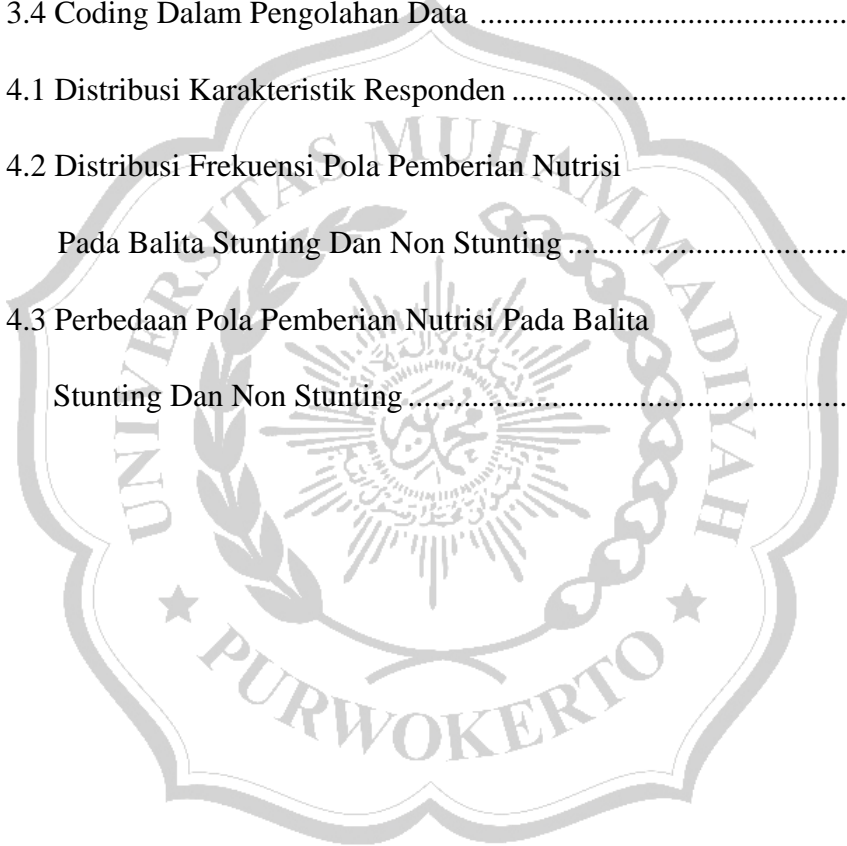 3.4 Coding Dalam Pengolahan Data ..............................................
4.1 Distribusi Karakteristik Responden ..........................................
4.2 Distribusi Frekuensi Pola Pemberian Nutrisi
Pada Balita Stunting Dan Non Stunting ...................................
4.3 Perbedaan Pola Pemberian Nutrisi Pada Balita
Stunting Dan Non Stunting .......................................................
UNIVERSITAS MUHAMMADIYAH
PURWOKERTO